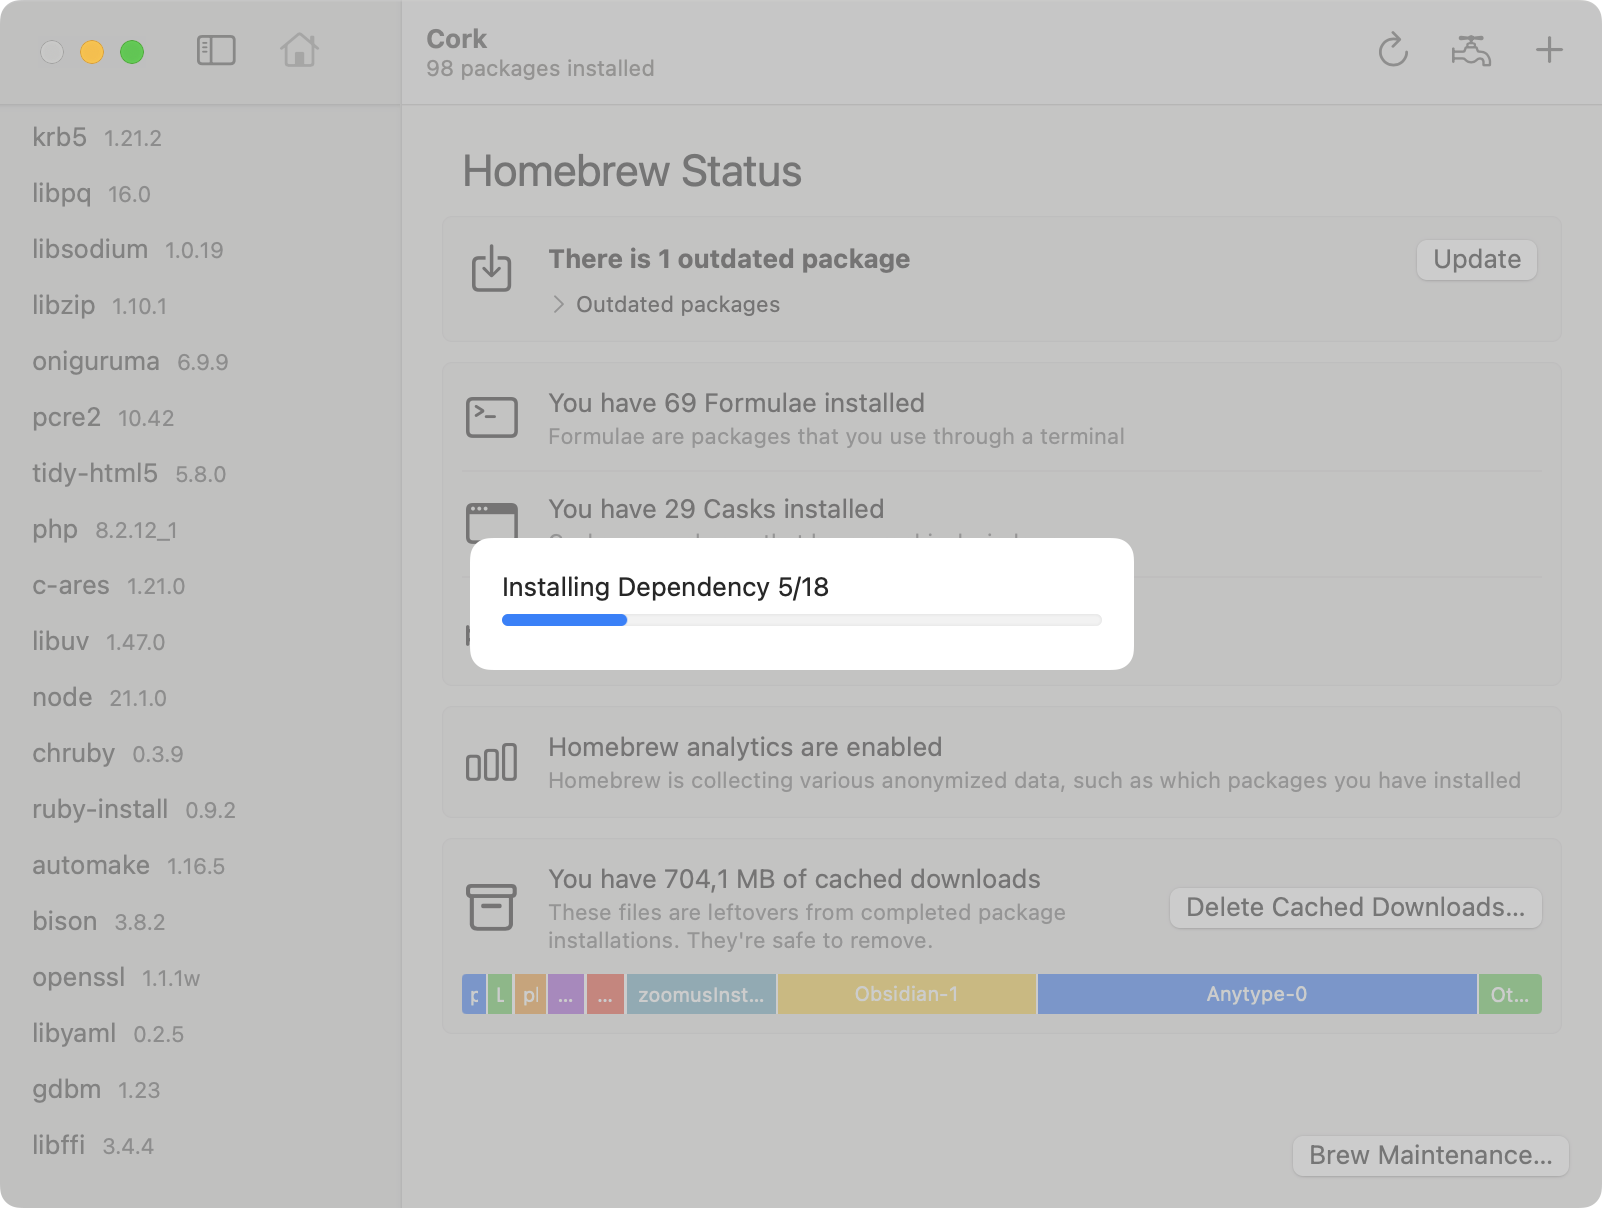 Cork
98 packages installed
krb5 1.21.2
libpq 16.0
libsodium 1.0.19
libzip 1.10.1
oniguruma 6.9.9
pcre2 10.42
tidy-html5 5.8.0
php 8.2.12_1
c-ares 1.21.0
libuv 1.47.0
node 21.1.0
chruby 0.3.9
ruby-install 0.9.2
automake 1.16.5
bison 3.8.2
openssl 1.1.1w
libyaml 0.2.5
gdbm 1.23
libffi 3.4.4
Homebrew Status
There is 1 outdated package
Update
Outdated packages
You have 69 Formulae installed
Formulae are packages that you use through a terminal
You have 29 Casks installed
Installing Dependency 5/18
Homebrew analytics are enabled
Homebrew is collecting various anonymized data, such as which packages you have installed
You have 704,1 MB of cached downloads
These files are leftovers from completed package
installations. They're safe to remove.
Delete Cached Downloads...
... ... zoomusInst... Obsidian-1 Anytype-0 Ot...
Brew Maintenance...